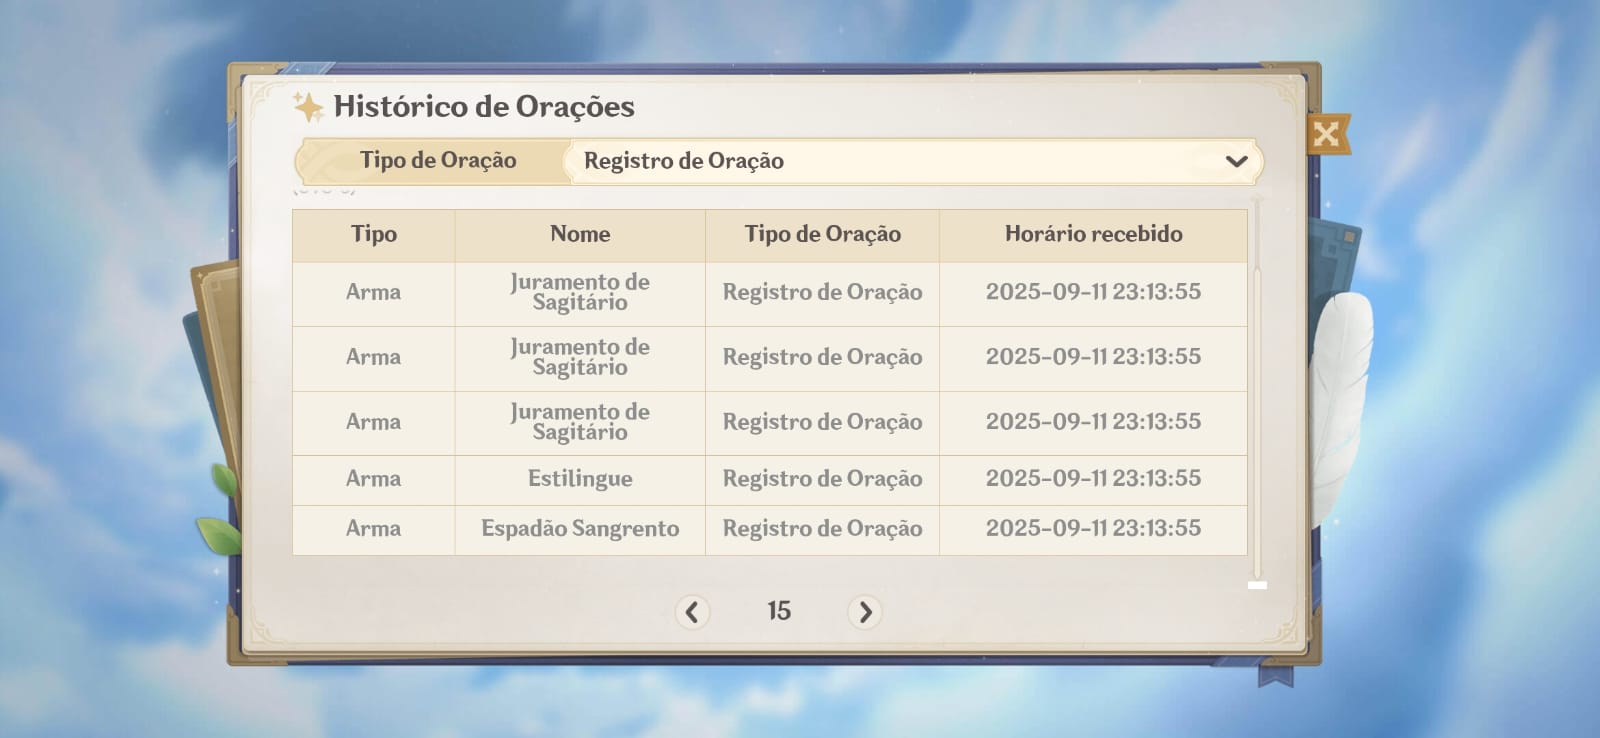 Histórico de Orações
Tipo de Oração Registro de Oração
Tipo Nome Tipo de Oração Horário recebido
Arma Juramento de Sagitário Registro de Oração 2025-09-11 23:13:55
Arma Juramento de Sagitário Registro de Oração 2025-09-11 23:13:55
Arma Juramento de Sagitário Registro de Oração 2025-09-11 23:13:55
Arma Estilingue Registro de Oração 2025-09-11 23:13:55
Arma Espadão Sangrento Registro de Oração 2025-09-11 23:13:55
15